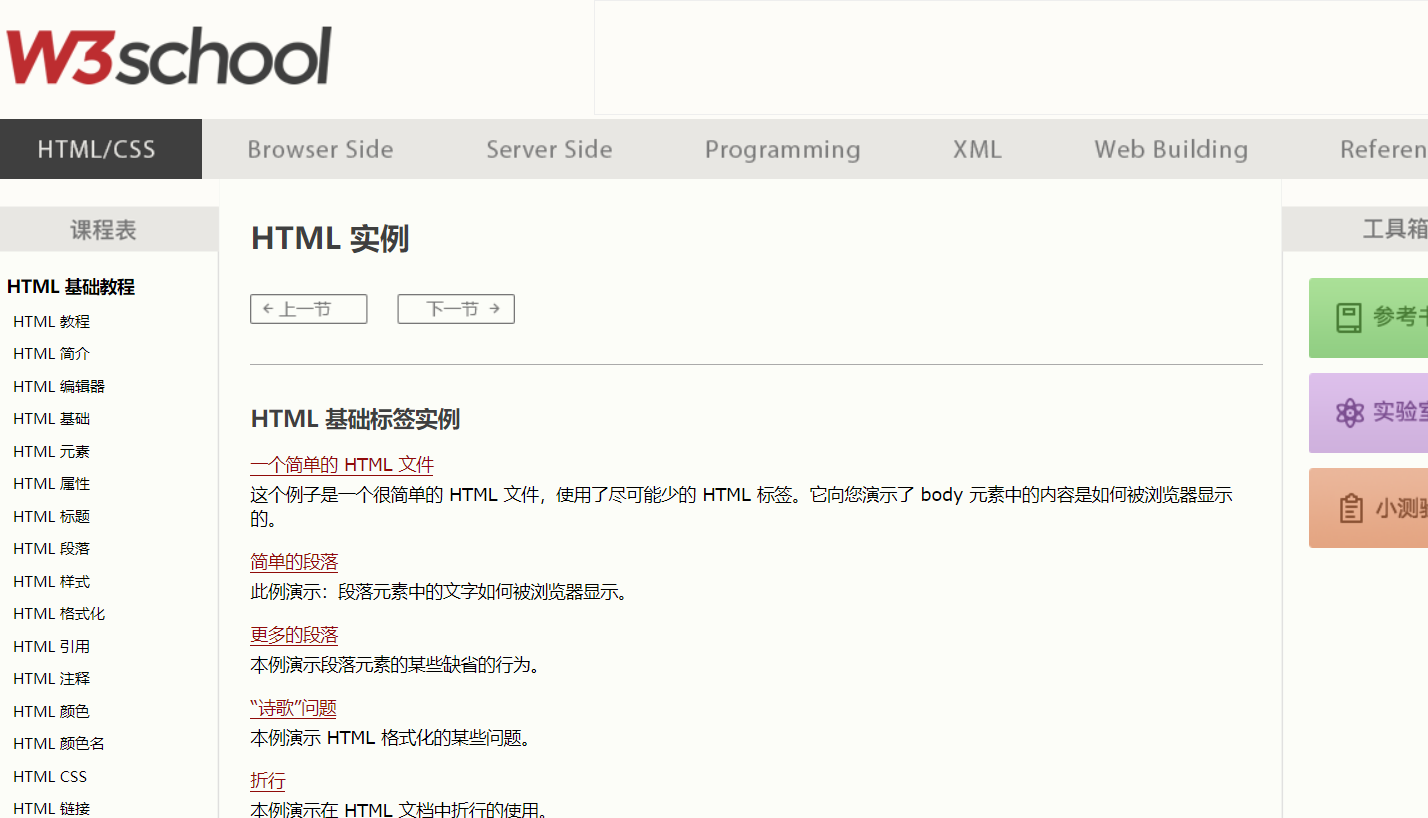 W3school
HTML/CSS
Browser Side
Server Side
Programming
XML
Web Building
课程表
HTML 基础教程
HTML 教程
HTML 简介
HTML 编辑器
HTML 基础
HTML 元素
HTML 属性
HTML 标题
HTML 段落
HTML 样式
HTML 格式化
HTML 引用
HTML 注释
HTML 颜色
HTML 颜色名
HTML CSS
HTML 链接
HTML 实例
← 上一节
下一节 →
HTML 基础标签实例
一个简单的 HTML 文件
这个例子是一个很简单的 HTML 文件，使用了尽可能少的 HTML 标签。它向您演示了 body 元素中的内容是如何被浏览器显示
的。
简单的段落
此例演示：段落元素中的文字如何被浏览器显示。
更多的段落
本例演示段落元素的某些缺省的行为。
“诗歌”问题
本例演示 HTML 格式化的某些问题。
折行
本例演示在 HTML 文档中折行的使用。
工具箱
参考
实验
小测